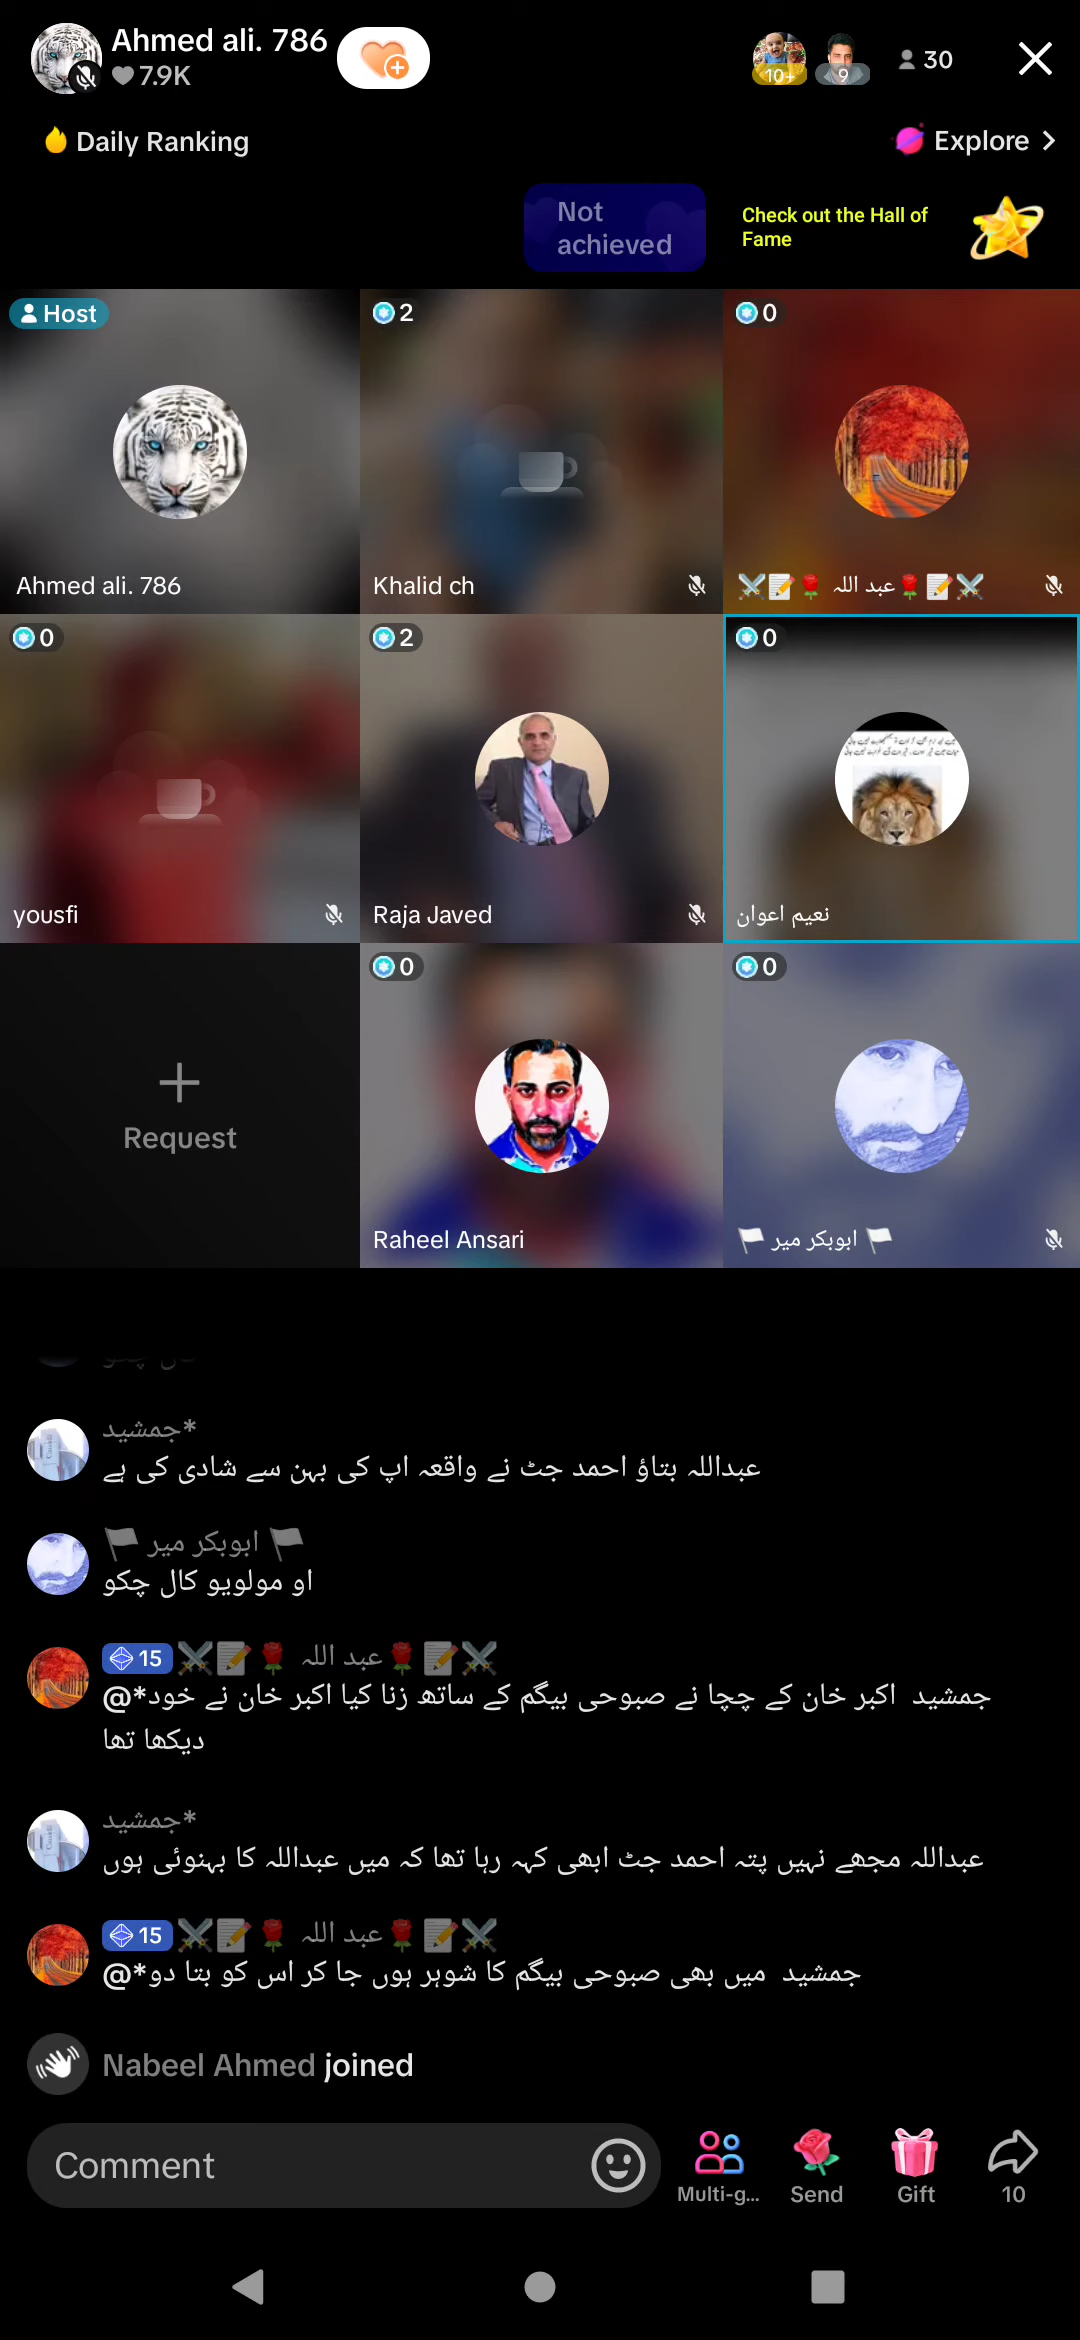 Ahmed ali. 786
7.9K
10+
9
30
Daily Ranking
Explore
Not
achieved
Check out the Hall of
Fame
Host
2
0
Ahmed ali. 786
Khalid ch
⚔️📝🌹 عبد اللہ🌹📝⚔️
0
2
0
yousfi
Raja Javed
نعیم اعوان
0
0
Request
Raheel Ansari
🏳️ ابوبکر میر 🏳️
جمشید*
عبداللہ بتاؤ احمد جٹ نے واقعہ اپ کی بہن سے شادی کی ہے
🏳️ ابوبکر میر 🏳️
او مولویو کال چکو
15 ⚔️📝🌹 عبد اللہ🌹📝⚔️
@*جمشید اکبر خان کے چچا نے صبوحی بیگم کے ساتھ زنا کیا اکبر خان نے خود
دیکھا تھا
جمشید*
عبداللہ مجھے نہیں پتہ احمد جٹ ابھی کہہ رہا تھا کہ میں عبداللہ کا بہنوئی ہوں
15 ⚔️📝🌹 عبد اللہ🌹📝⚔️
@*جمشید میں بھی صبوحی بیگم کا شوہر ہوں جا کر اس کو بتا دو
Nabeel Ahmed joined
Comment
Multi-g...
Send
Gift
10